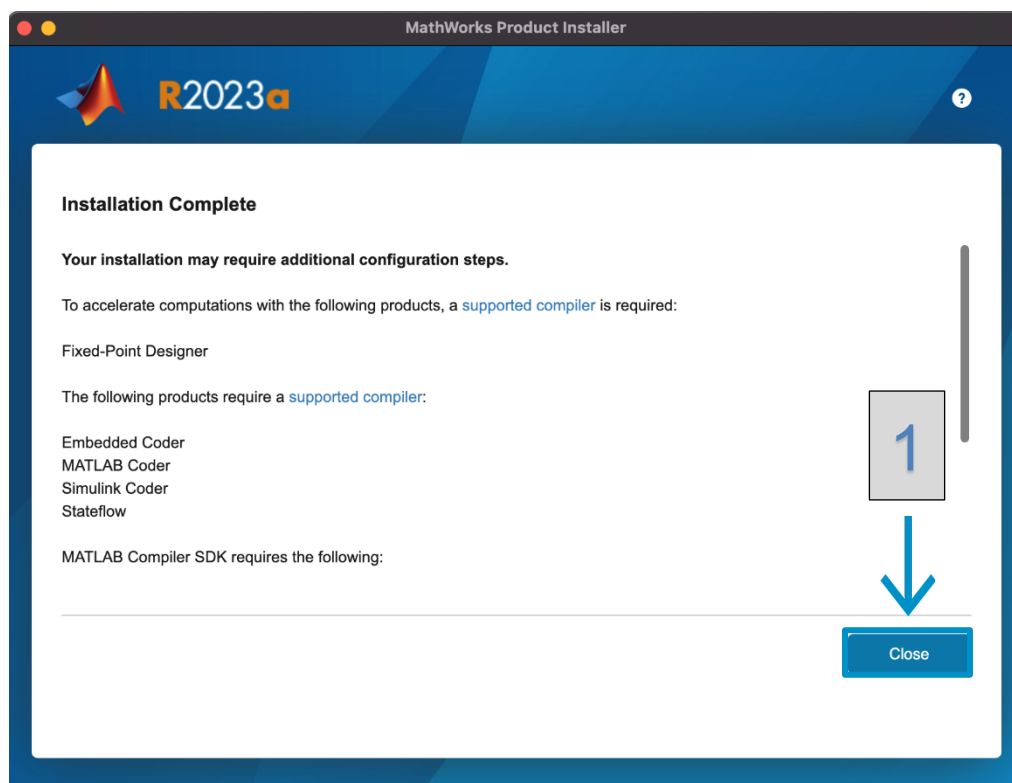 MathWorks Product Installer
R2023a
?
Installation Complete
Your installation may require additional configuration steps.
To accelerate computations with the following products, a supported compiler is required:
Fixed-Point Designer
The following products require a supported compiler:
Embedded Coder
MATLAB Coder
Simulink Coder
Stateflow
MATLAB Compiler SDK requires the following:
1
Close